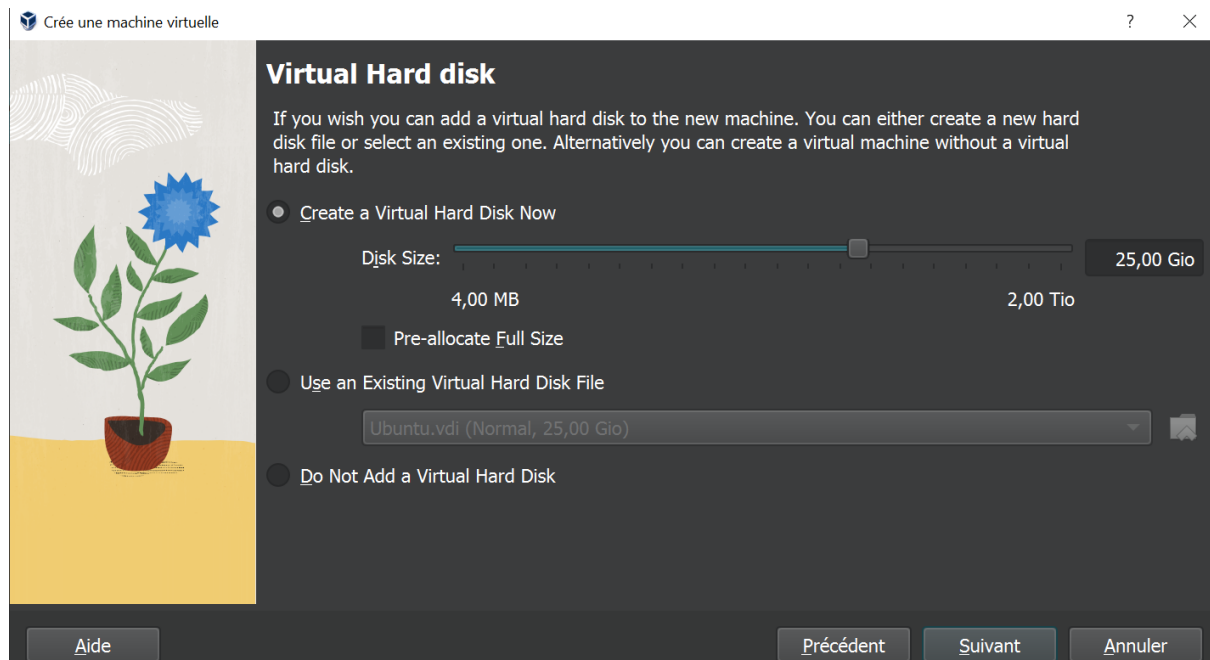 Crée une machine virtuelle
?
Virtual Hard disk
If you wish you can add a virtual hard disk to the new machine. You can either create a new hard
disk file or select an existing one. Alternatively you can create a virtual machine without a virtual
hard disk.
Create a Virtual Hard Disk Now
Disk Size:
25,00 Gio
4,00 MB
2,00 Tio
Pre-allocate Full Size
Use an Existing Virtual Hard Disk File
Ubuntu.vdi (Normal, 25,00 Gio)
Do Not Add a Virtual Hard Disk
Aide
Précédent
Suivant
Annuler